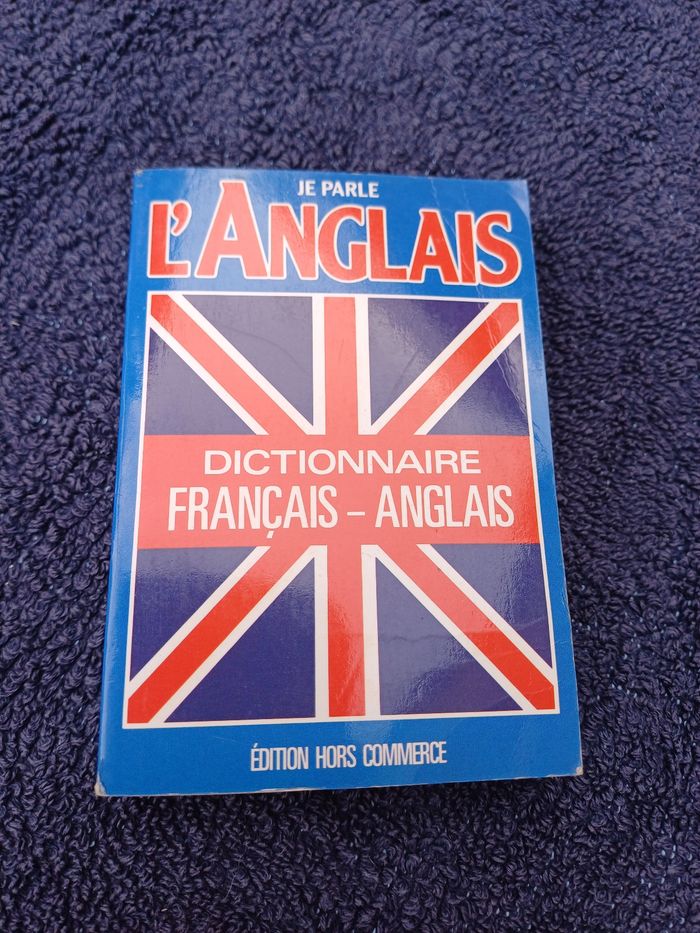 JE PARLE
L'ANGLAIS
DICTIONNAIRE
FRANÇAIS - ANGLAIS
ÉDITION HORS COMMERCE